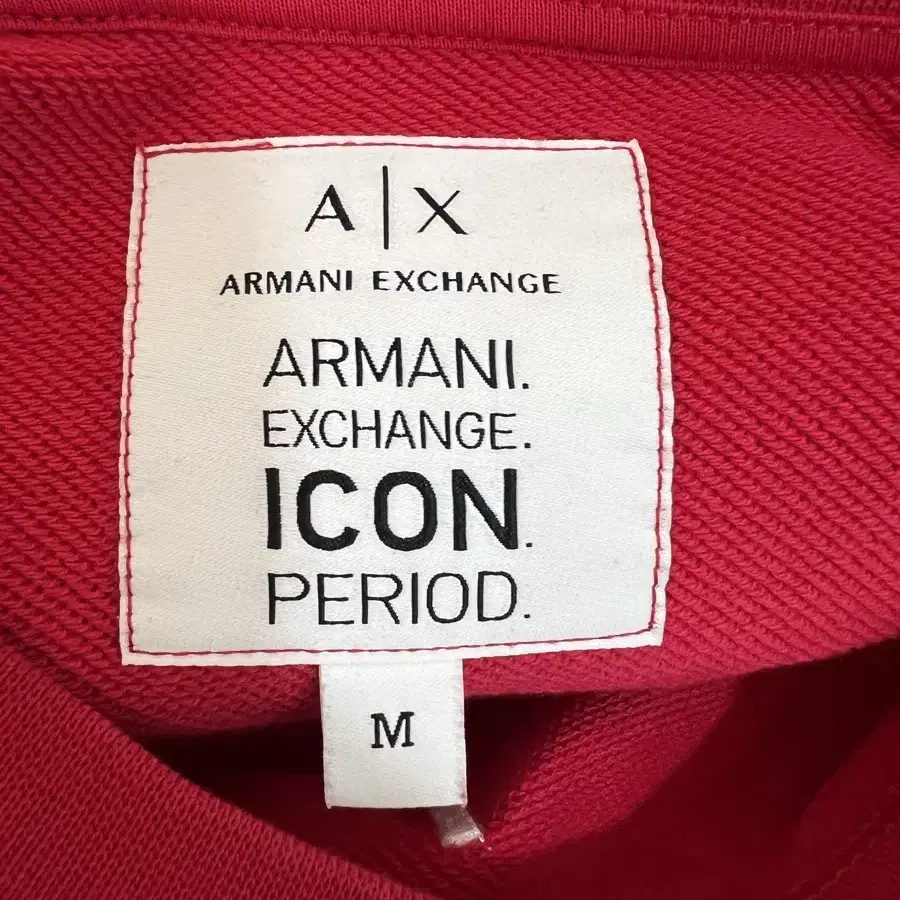 A|X
ARMANI EXCHANGE
ARMANI.
EXCHANGE.
ICON.
PERIOD.
M